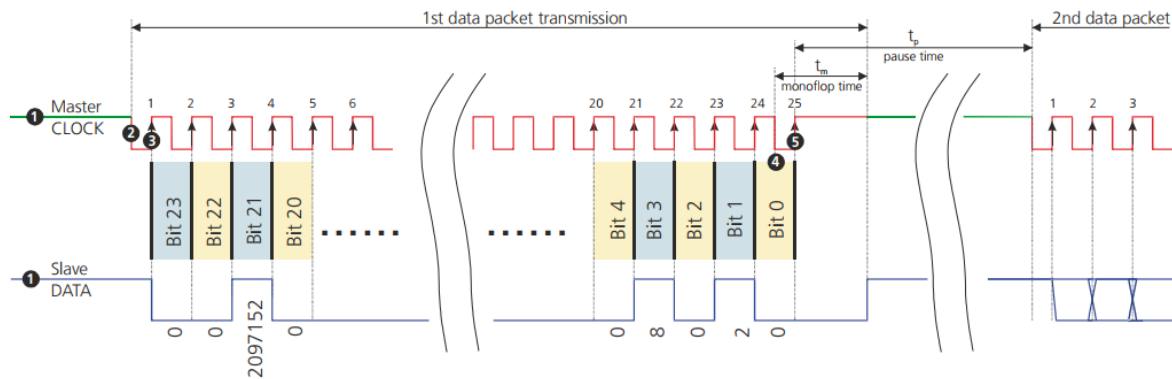 1st data packet transmission
2nd data packet
tp
pause time
tm
monoflop time
1 Master
CLOCK
2
3
1 2 3 4 5 6
20 21 22 23 24 25
4
5
1 2 3
Bit 23
Bit 22
Bit 21
Bit 20
......
......
Bit 4
Bit 3
Bit 2
Bit 1
Bit 0
1 Slave
DATA
0
0
2097152
0
0
8
0
2
0